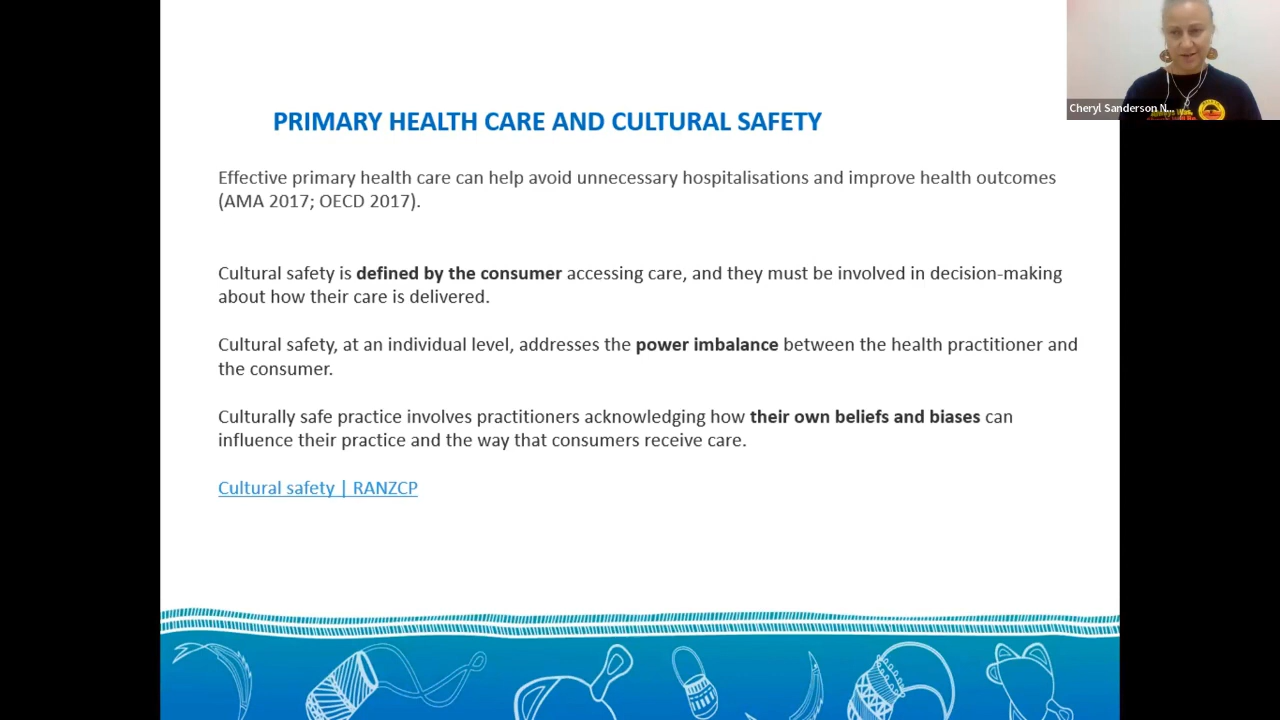 PRIMARY HEALTH CARE AND CULTURAL SAFETY
Effective primary health care can help avoid unnecessary hospitalisations and improve health outcomes
(AMA 2017; OECD 2017).
Cultural safety is defined by the consumer accessing care, and they must be involved in decision-making
about how their care is delivered.
Cultural safety, at an individual level, addresses the power imbalance between the health practitioner and
the consumer.
Culturally safe practice involves practitioners acknowledging how their own beliefs and biases can
influence their practice and the way that consumers receive care.
Cultural safety | RANZCP
Cheryl Sanderson N...
Always Was,